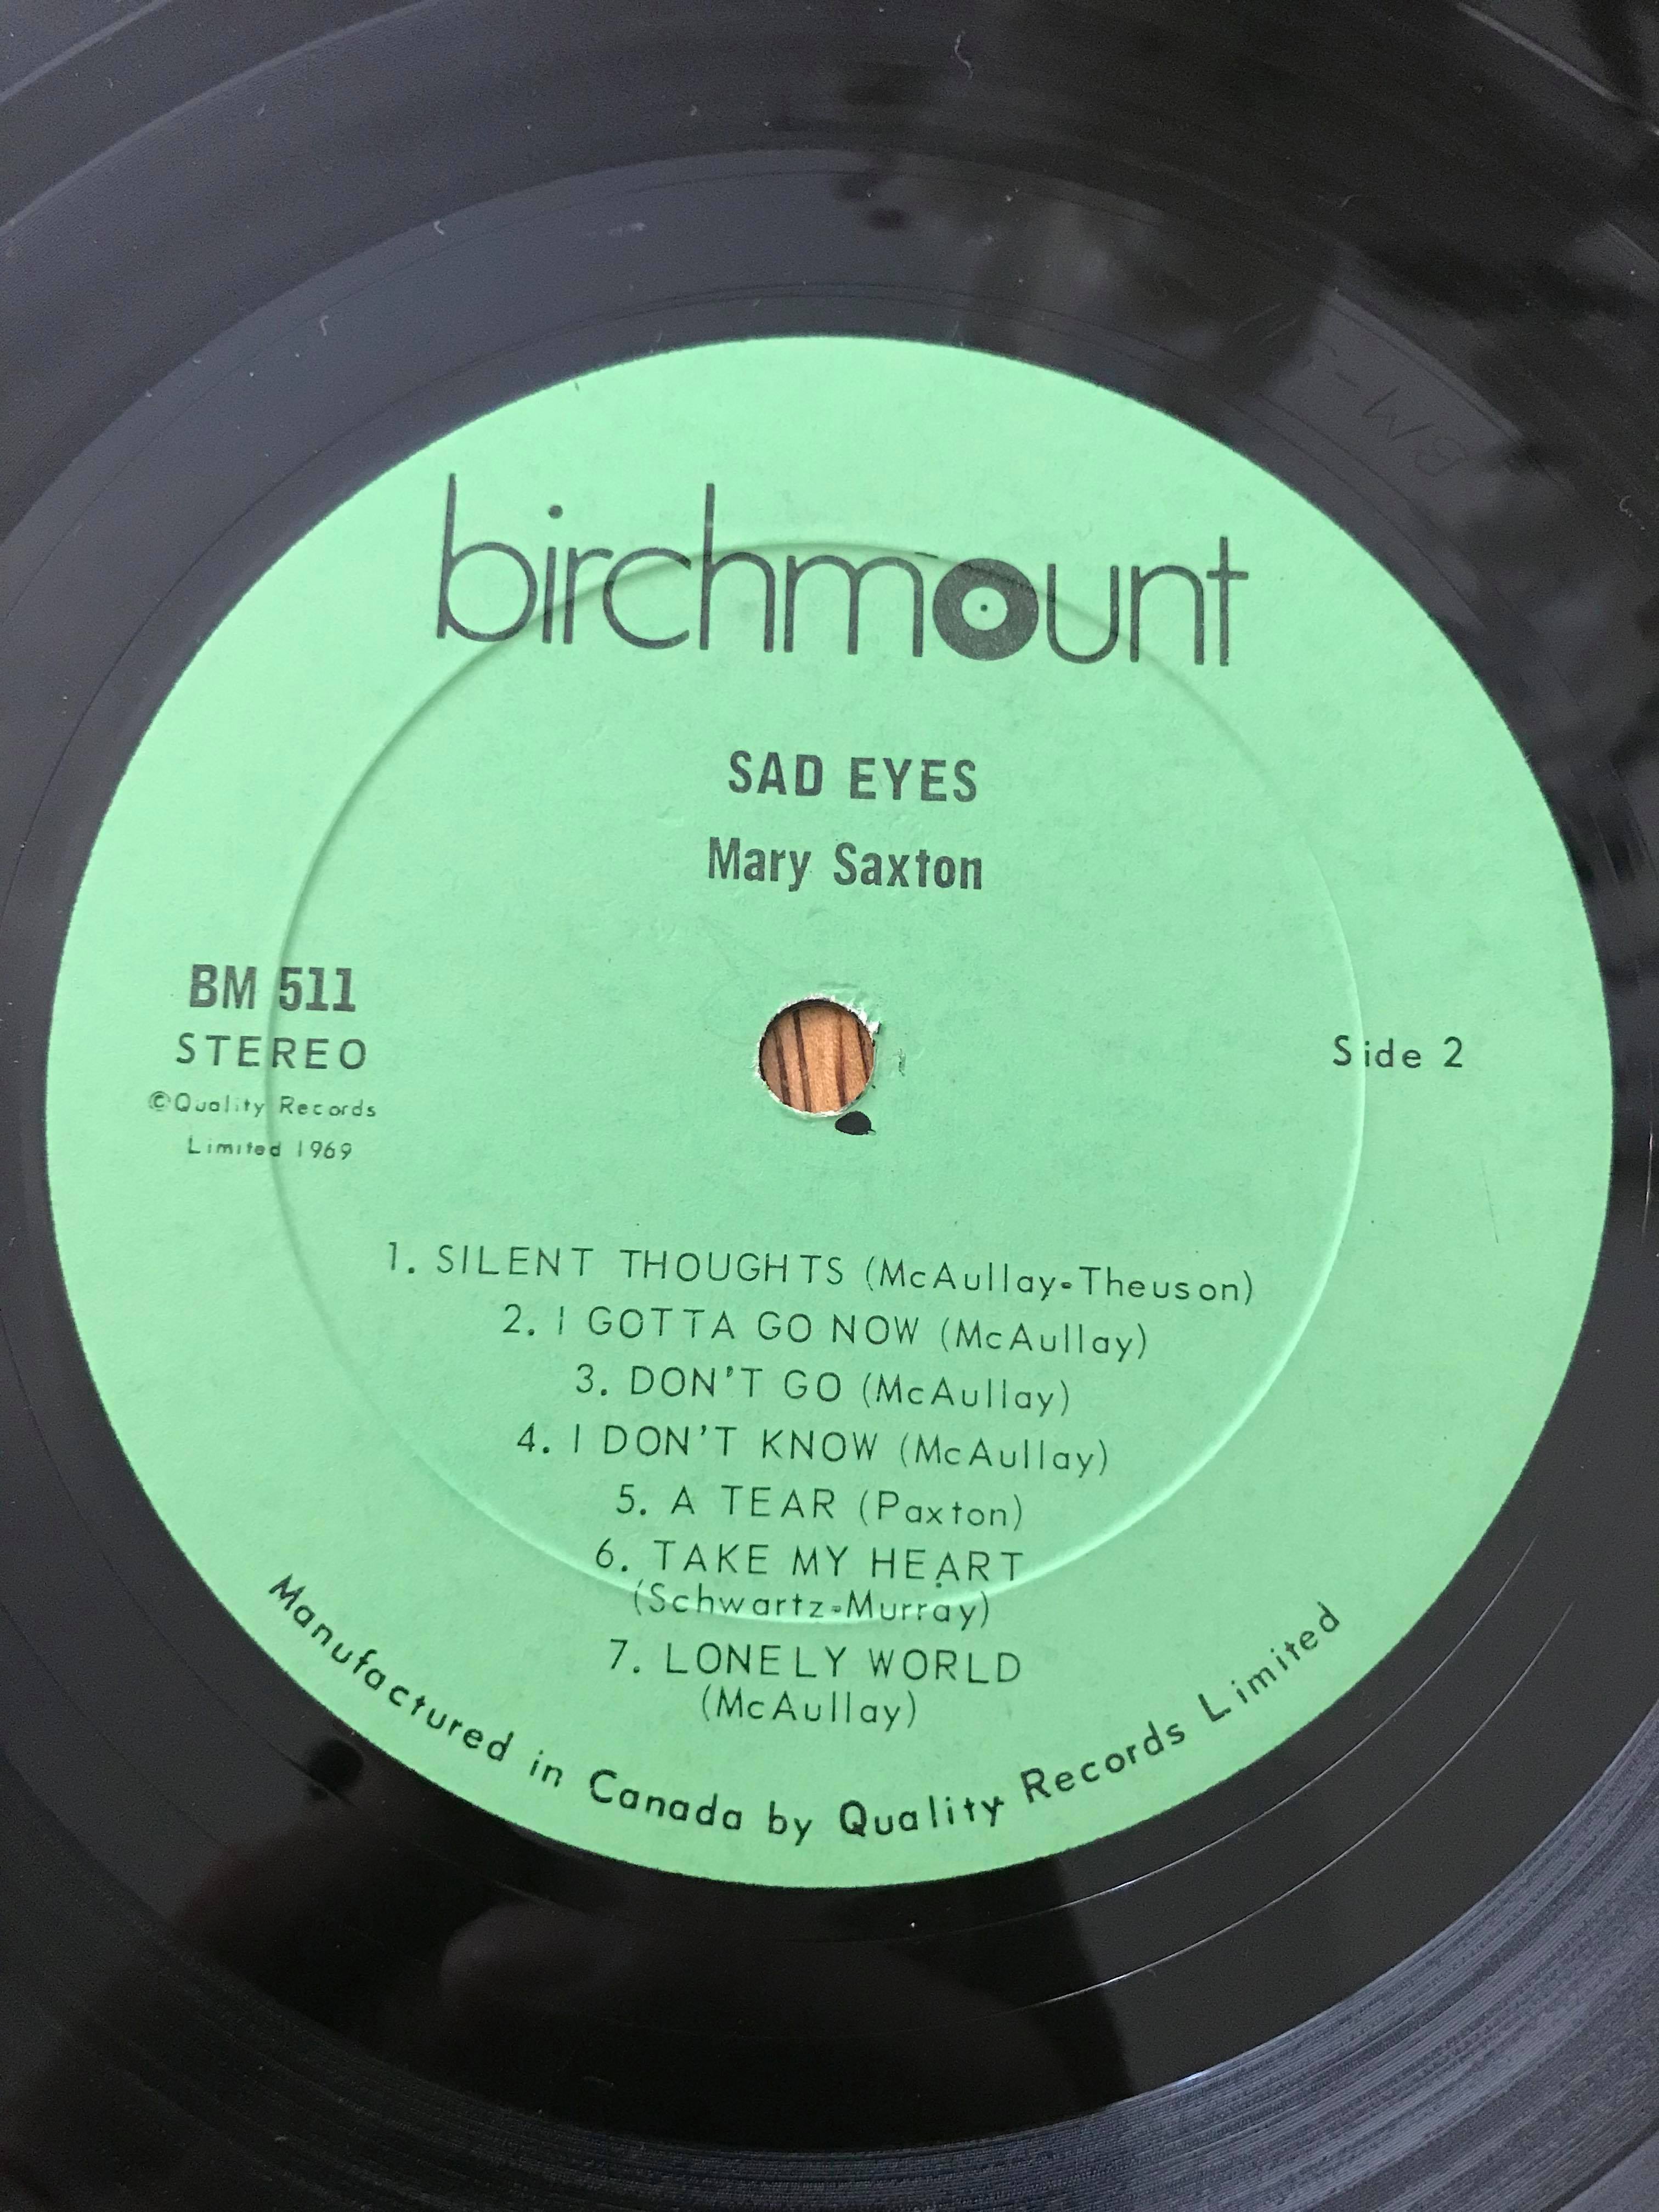 birchmount
SAD EYES
Mary Saxton
BM 511
STEREO
©Quality Records
Limited 1969
Side 2
1. SILENT THOUGHTS (McAullay-Theuson)
2. I GOTTA GO NOW (McAullay)
3. DON'T GO (McAullay)
4. I DON'T KNOW (McAullay)
5. A TEAR (Paxton)
6. TAKE MY HEART
(Schwartz-Murray)
7. LONELY WORLD
(McAullay)
Manufactured in Canada by Quality Records Limited